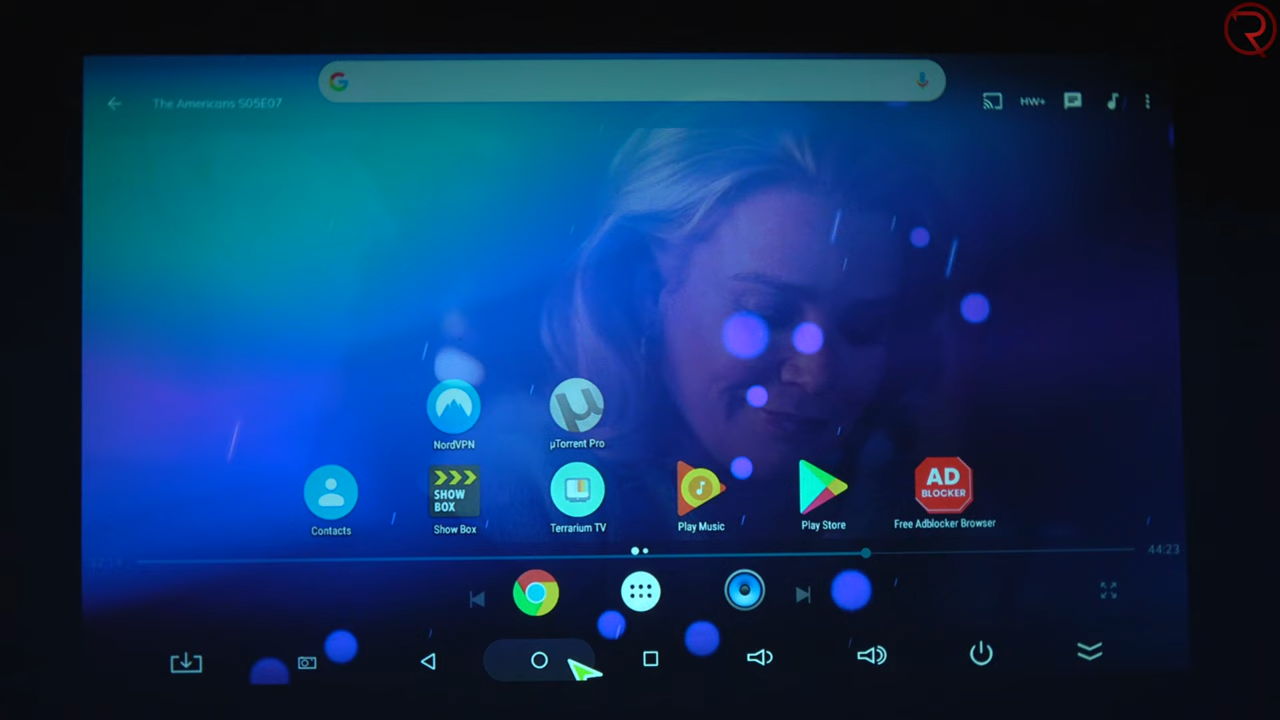 The Americans S05E07
HW+
NordVPN
µTorrent Pro
SHOW
BOX
AD
BLOCKER
Contacts
Show Box
Terrarium TV
Play Music
Play Store
Free Adblocker Browser
44:23